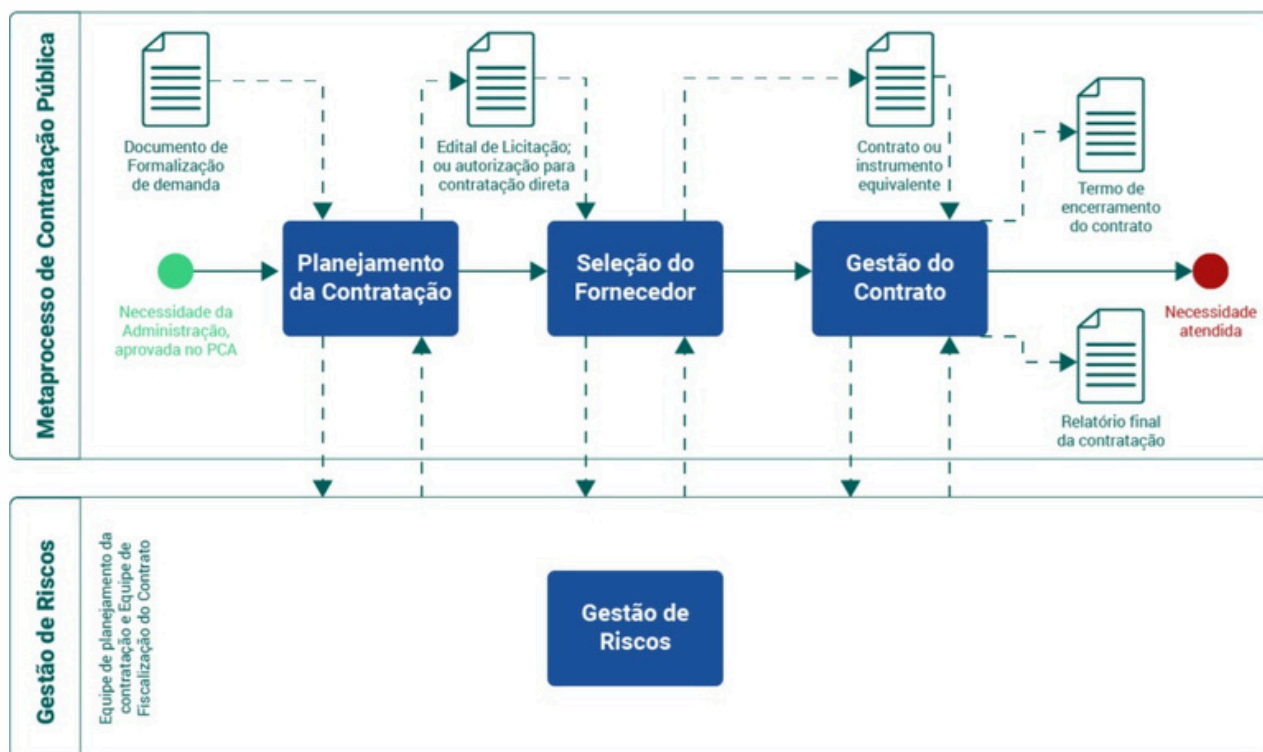 Metaprocesso de Contratação Pública
Documento de
Formalização
de demanda
Edital de Licitação;
ou autorização para
contratação direta
Contrato ou
instrumento
equivalente
Termo de
encerramento
do contrato
Necessidade da
Administração,
aprovada no PCA
Planejamento
da Contratação
Seleção do
Fornecedor
Gestão do
Contrato
Necessidade
atendida
Relatório final
da contratação
Gestão de Riscos
Equipe de planejamento da
contratação e Equipe de
Fiscalização do Contrato
Gestão de
Riscos